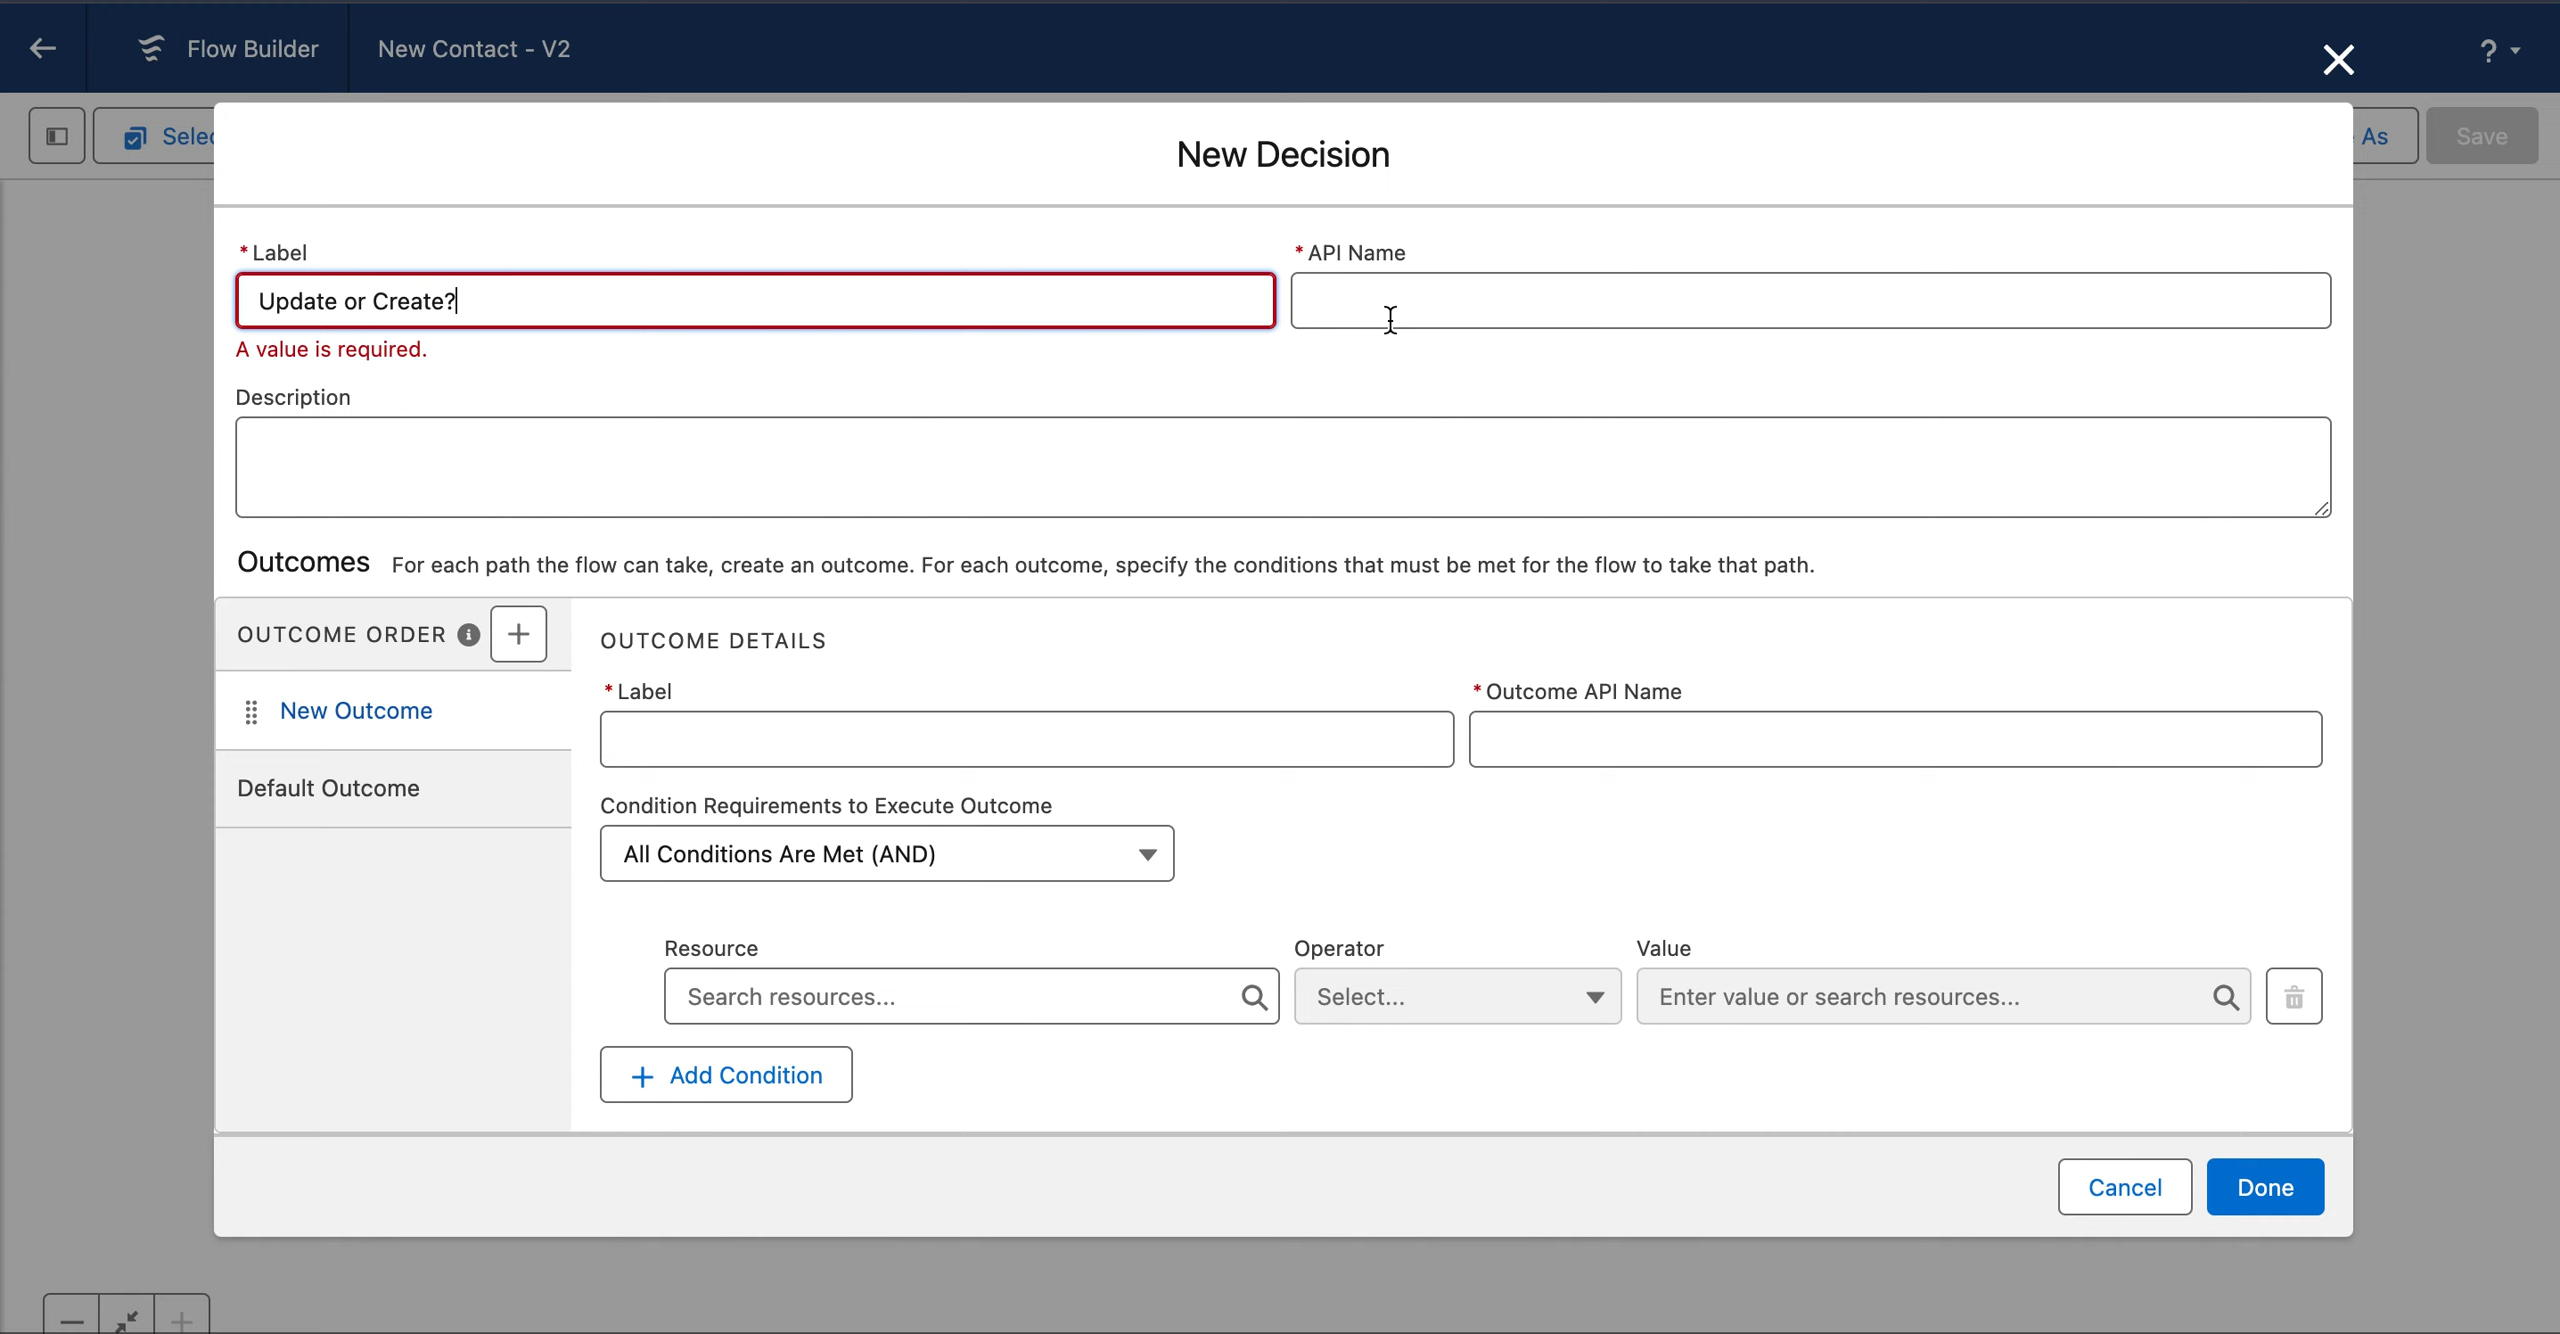 Flow Builder
New Contact - V2
?
Selec
As
Save
New Decision
* Label
* API Name
Update or Create?
A value is required.
Description
Outcomes For each path the flow can take, create an outcome. For each outcome, specify the conditions that must be met for the flow to take that path.
OUTCOME ORDER
OUTCOME DETAILS
New Outcome
Default Outcome
* Label
* Outcome API Name
Condition Requirements to Execute Outcome
All Conditions Are Met (AND)
Resource
Operator
Value
Search resources...
Select...
Enter value or search resources...
+ Add Condition
Cancel
Done